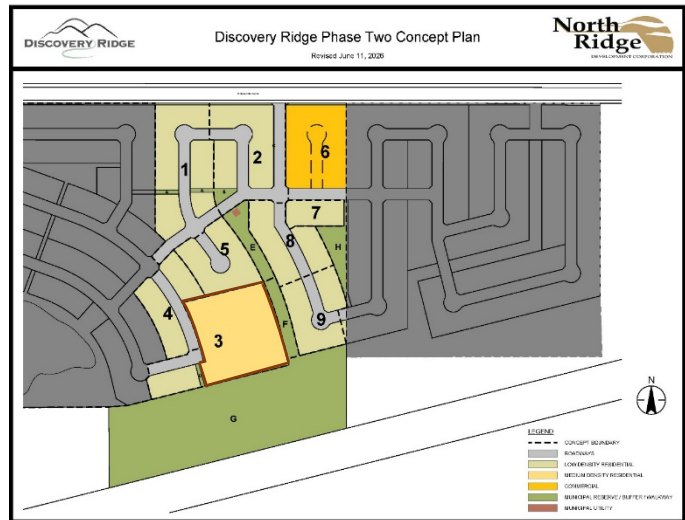 DISCOVERY RIDGE
Discovery Ridge Phase Two Concept Plan
Revised June 11, 2026
North
Ridge
DEVELOPMENT CORPORATION
1
2
6
7
5
E
8
H
4
3
F
9
G
N
LEGEND
CONCEPT BOUNDARY
ROADWAYS
LOW DENSITY RESIDENTIAL
MEDIUM DENSITY RESIDENTIAL
COMMERCIAL
MUNICIPAL RESERVE / BUFFER / WALKWAY
MUNICIPAL UTILITY